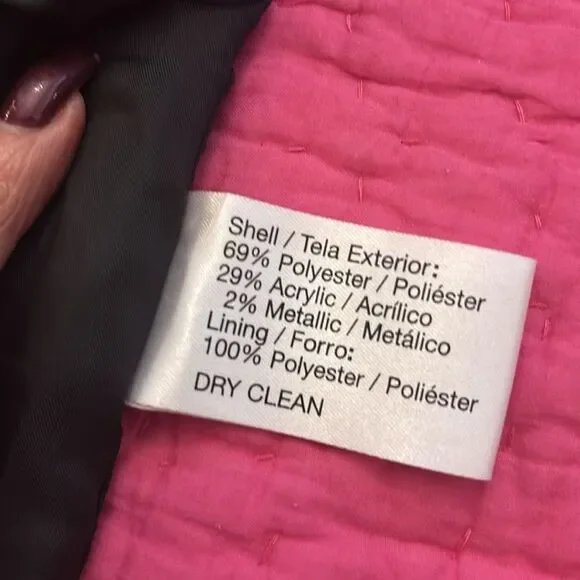 Shell / Tela Exterior:
69% Polyester / Poliéster
29% Acrylic / Acrílico
2% Metallic / Metálico
Lining / Forro:
100% Polyester / Poliéster
DRY CLEAN